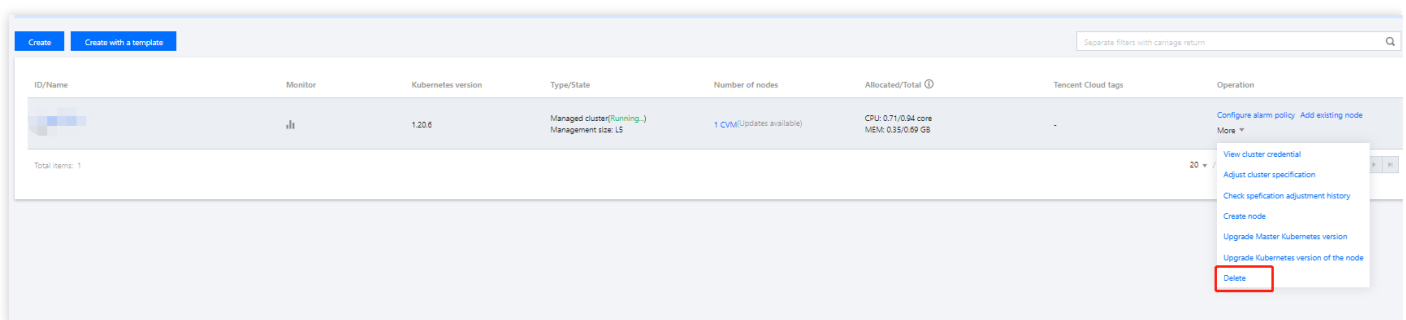 Create Create with a template Separate filters with carriage return
ID/Name Monitor Kubernetes version Type/State Number of nodes Allocated/Total Tencent Cloud tags Operation
1.20.6 Managed cluster(Running...) Management size: L5 1 CVM(Updates available) CPU: 0.71/0.94 core MEM: 0.35/0.69 GB - Configure alarm policy Add existing node
More
Total items: 1 20 /
View cluster credential
Adjust cluster specification
Check spefication adjustment history
Create node
Upgrade Master Kubernetes version
Upgrade Kubernetes version of the node
Delete